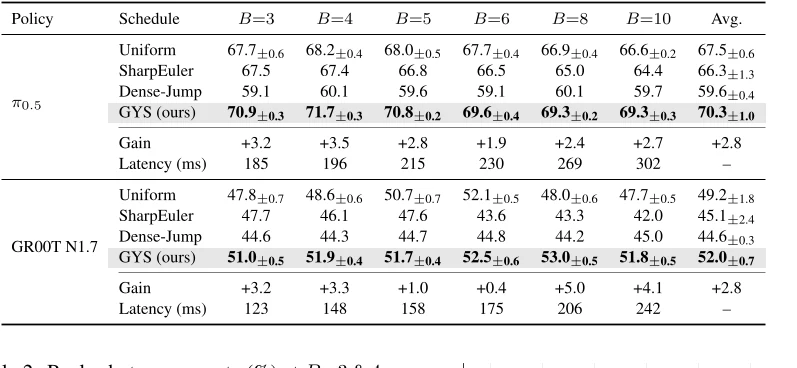 Policy Schedule B=3 B=4 B=5 B=6 B=8 B=10 Avg.
Uniform 67.7±0.6 68.2±0.4 68.0±0.5 67.7±0.4 66.9±0.4 66.6±0.2 67.5±0.6
SharpEuler 67.5 67.4 66.8 66.5 65.0 64.4 66.3±1.3
Dense-Jump 59.1 60.1 59.6 59.1 60.1 59.7 59.6±0.4
π0.5
GYS (ours) 70.9±0.3 71.7±0.3 70.8±0.2 69.6±0.4 69.3±0.2 69.3±0.3 70.3±1.0
Gain +3.2 +3.5 +2.8 +1.9 +2.4 +2.7 +2.8
Latency (ms) 185 196 215 230 269 302 –
Uniform 47.8±0.7 48.6±0.6 50.7±0.7 52.1±0.5 48.0±0.6 47.7±0.5 49.2±1.8
SharpEuler 47.7 46.1 47.6 43.6 43.3 42.0 45.1±2.4
Dense-Jump 44.6 44.3 44.7 44.8 44.2 45.0 44.6±0.3
GR00T N1.7
GYS (ours) 51.0±0.5 51.9±0.4 51.7±0.4 52.5±0.6 53.0±0.5 51.8±0.5 52.0±0.7
Gain +3.2 +3.3 +1.0 +0.4 +5.0 +4.1 +2.8
Latency (ms) 123 148 158 175 206 242 –